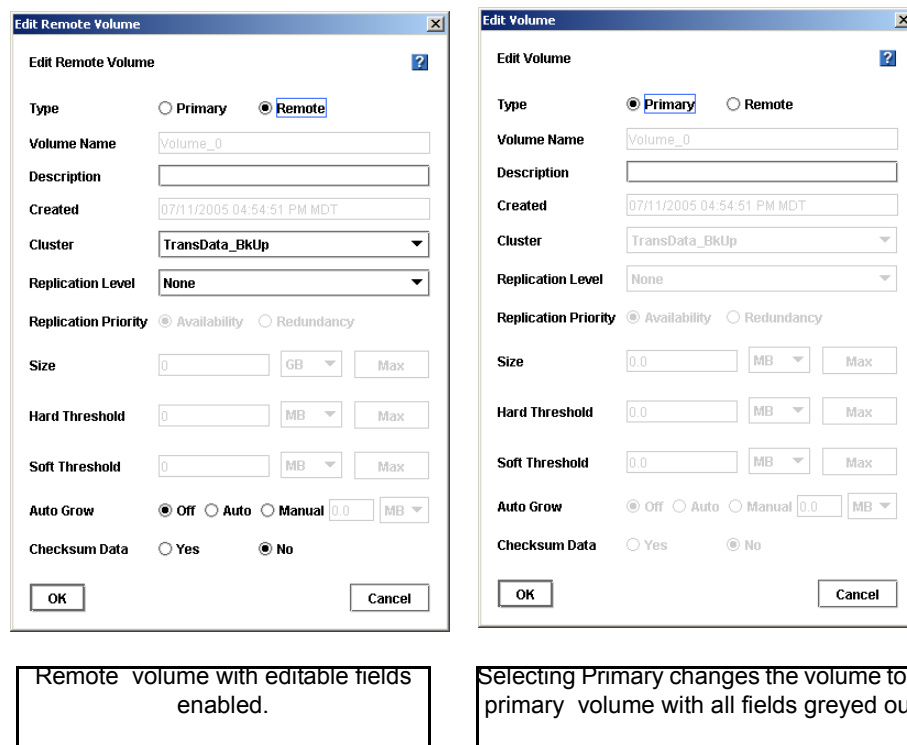 Edit Remote Volume
Edit Remote Volume
?
Type Primary Remote
Volume Name Volume_0
Description
Created 07/11/2005 04:54:51 PM MDT
Cluster TransData_BkUp
Replication Level None
Replication Priority Availability Redundancy
Size 0 GB Max
Hard Threshold 0 MB Max
Soft Threshold 0 MB Max
Auto Grow Off Auto Manual 0.0 MB
Checksum Data Yes No
OK Cancel
Remote volume with editable fields
enabled.
Edit Volume
Edit Volume
?
Type Primary Remote
Volume Name Volume_0
Description
Created 07/11/2005 04:54:51 PM MDT
Cluster TransData_BkUp
Replication Level None
Replication Priority Availability Redundancy
Size 0.0 MB Max
Hard Threshold 0.0 MB Max
Soft Threshold 0.0 MB Max
Auto Grow Off Auto Manual 0.0 MB
Checksum Data Yes No
OK Cancel
Selecting Primary changes the volume to
primary volume with all fields greyed ou